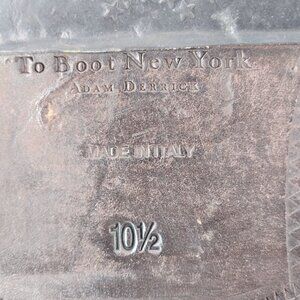 To Boot New York
ADAM DERRICK
MADE IN ITALY
10½